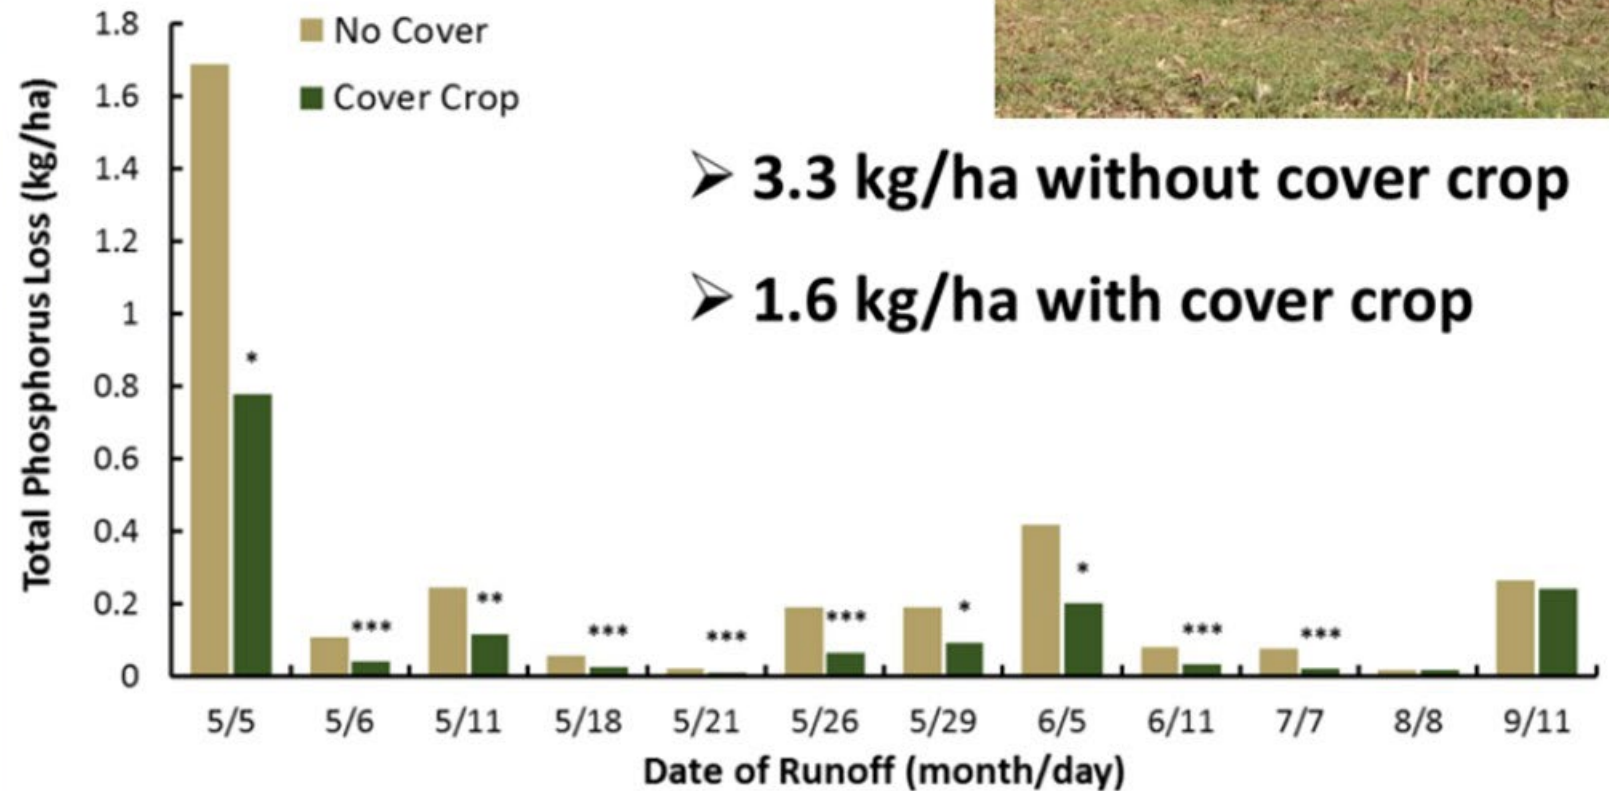 Total Phosphorus Loss (kg/ha)
1.8
1.6
1.4
1.2
1
0.8
0.6
0.4
0.2
0
No Cover
Cover Crop
➢ 3.3 kg/ha without cover crop
➢ 1.6 kg/ha with cover crop
* *** ** *** *** *** * * *** ***
5/5 5/6 5/11 5/18 5/21 5/26 5/29 6/5 6/11 7/7 8/8 9/11
Date of Runoff (month/day)